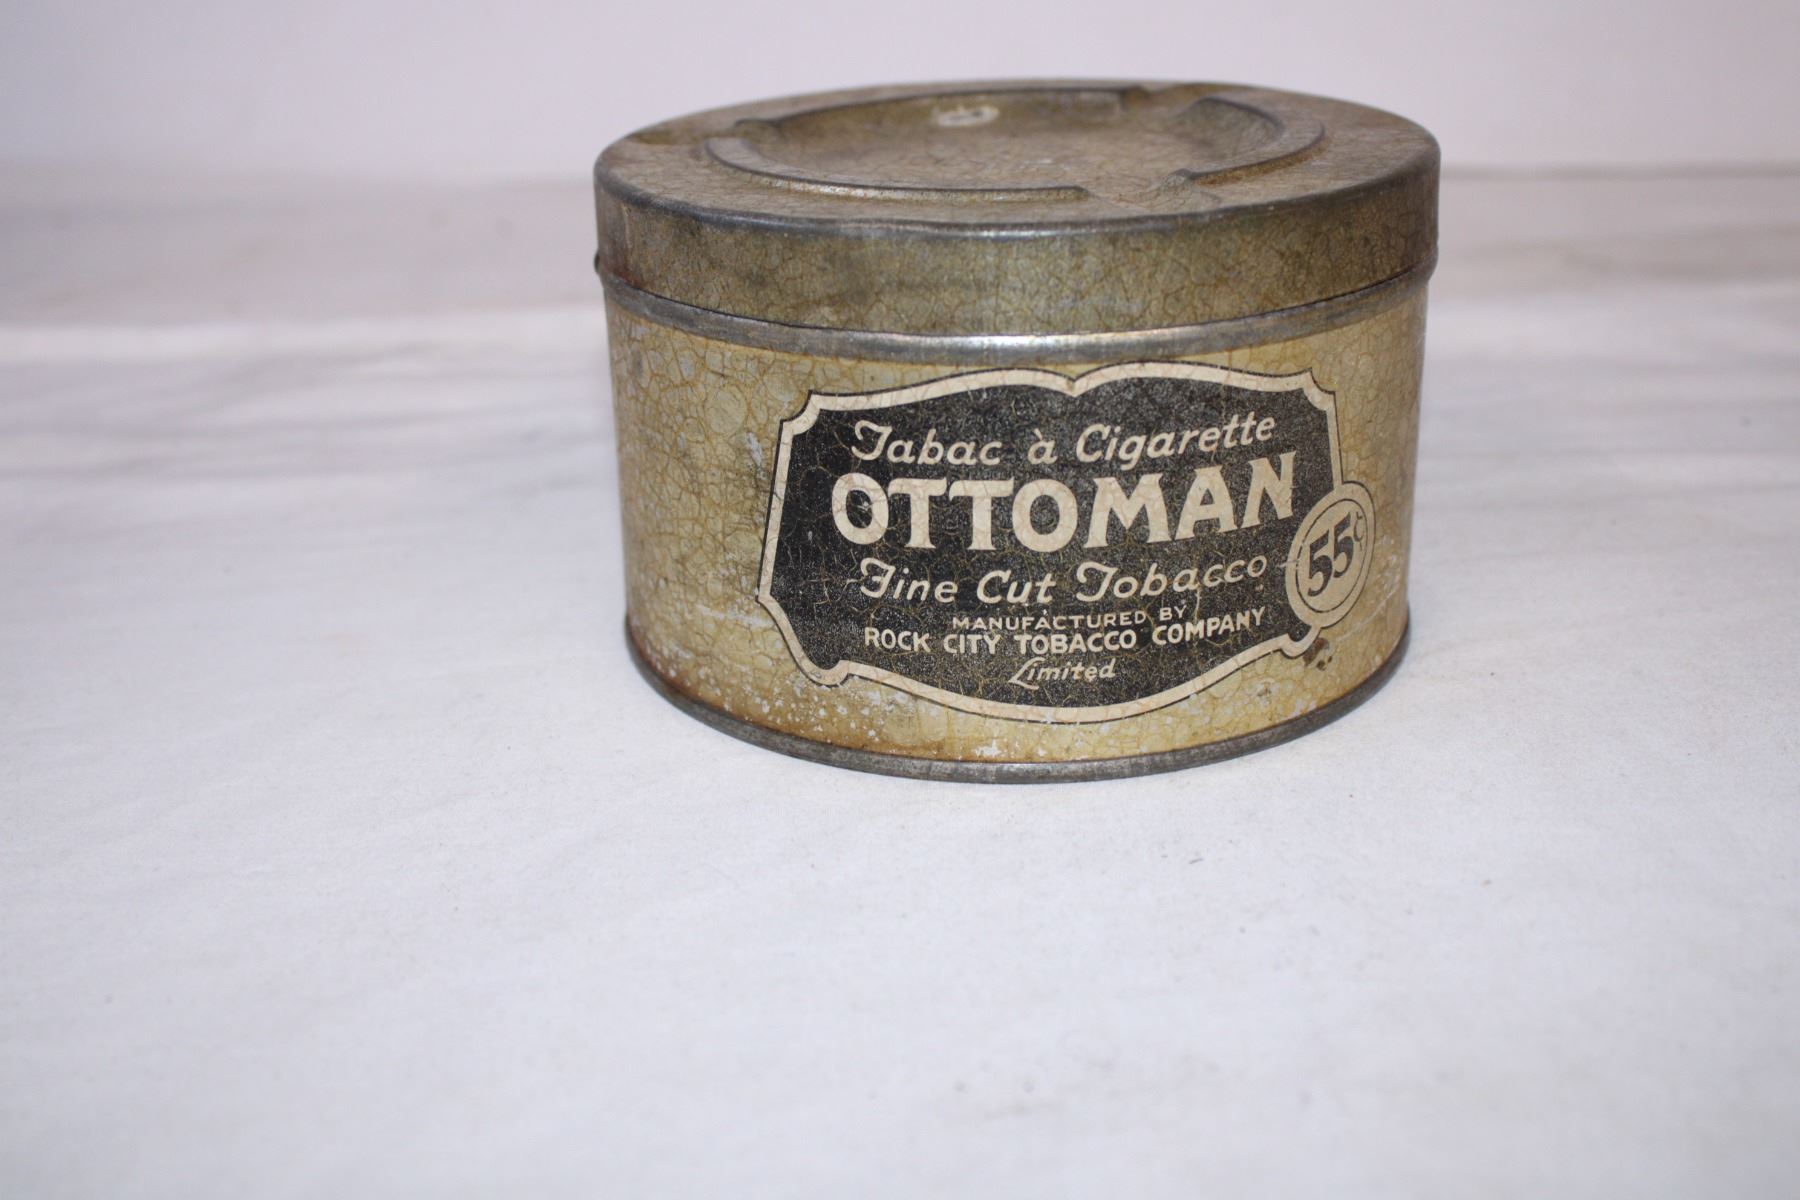 Tabac à Cigarette
OTTOMAN
Fine Cut Tobacco
55¢
MANUFACTURED BY
ROCK CITY TOBACCO COMPANY
Limited